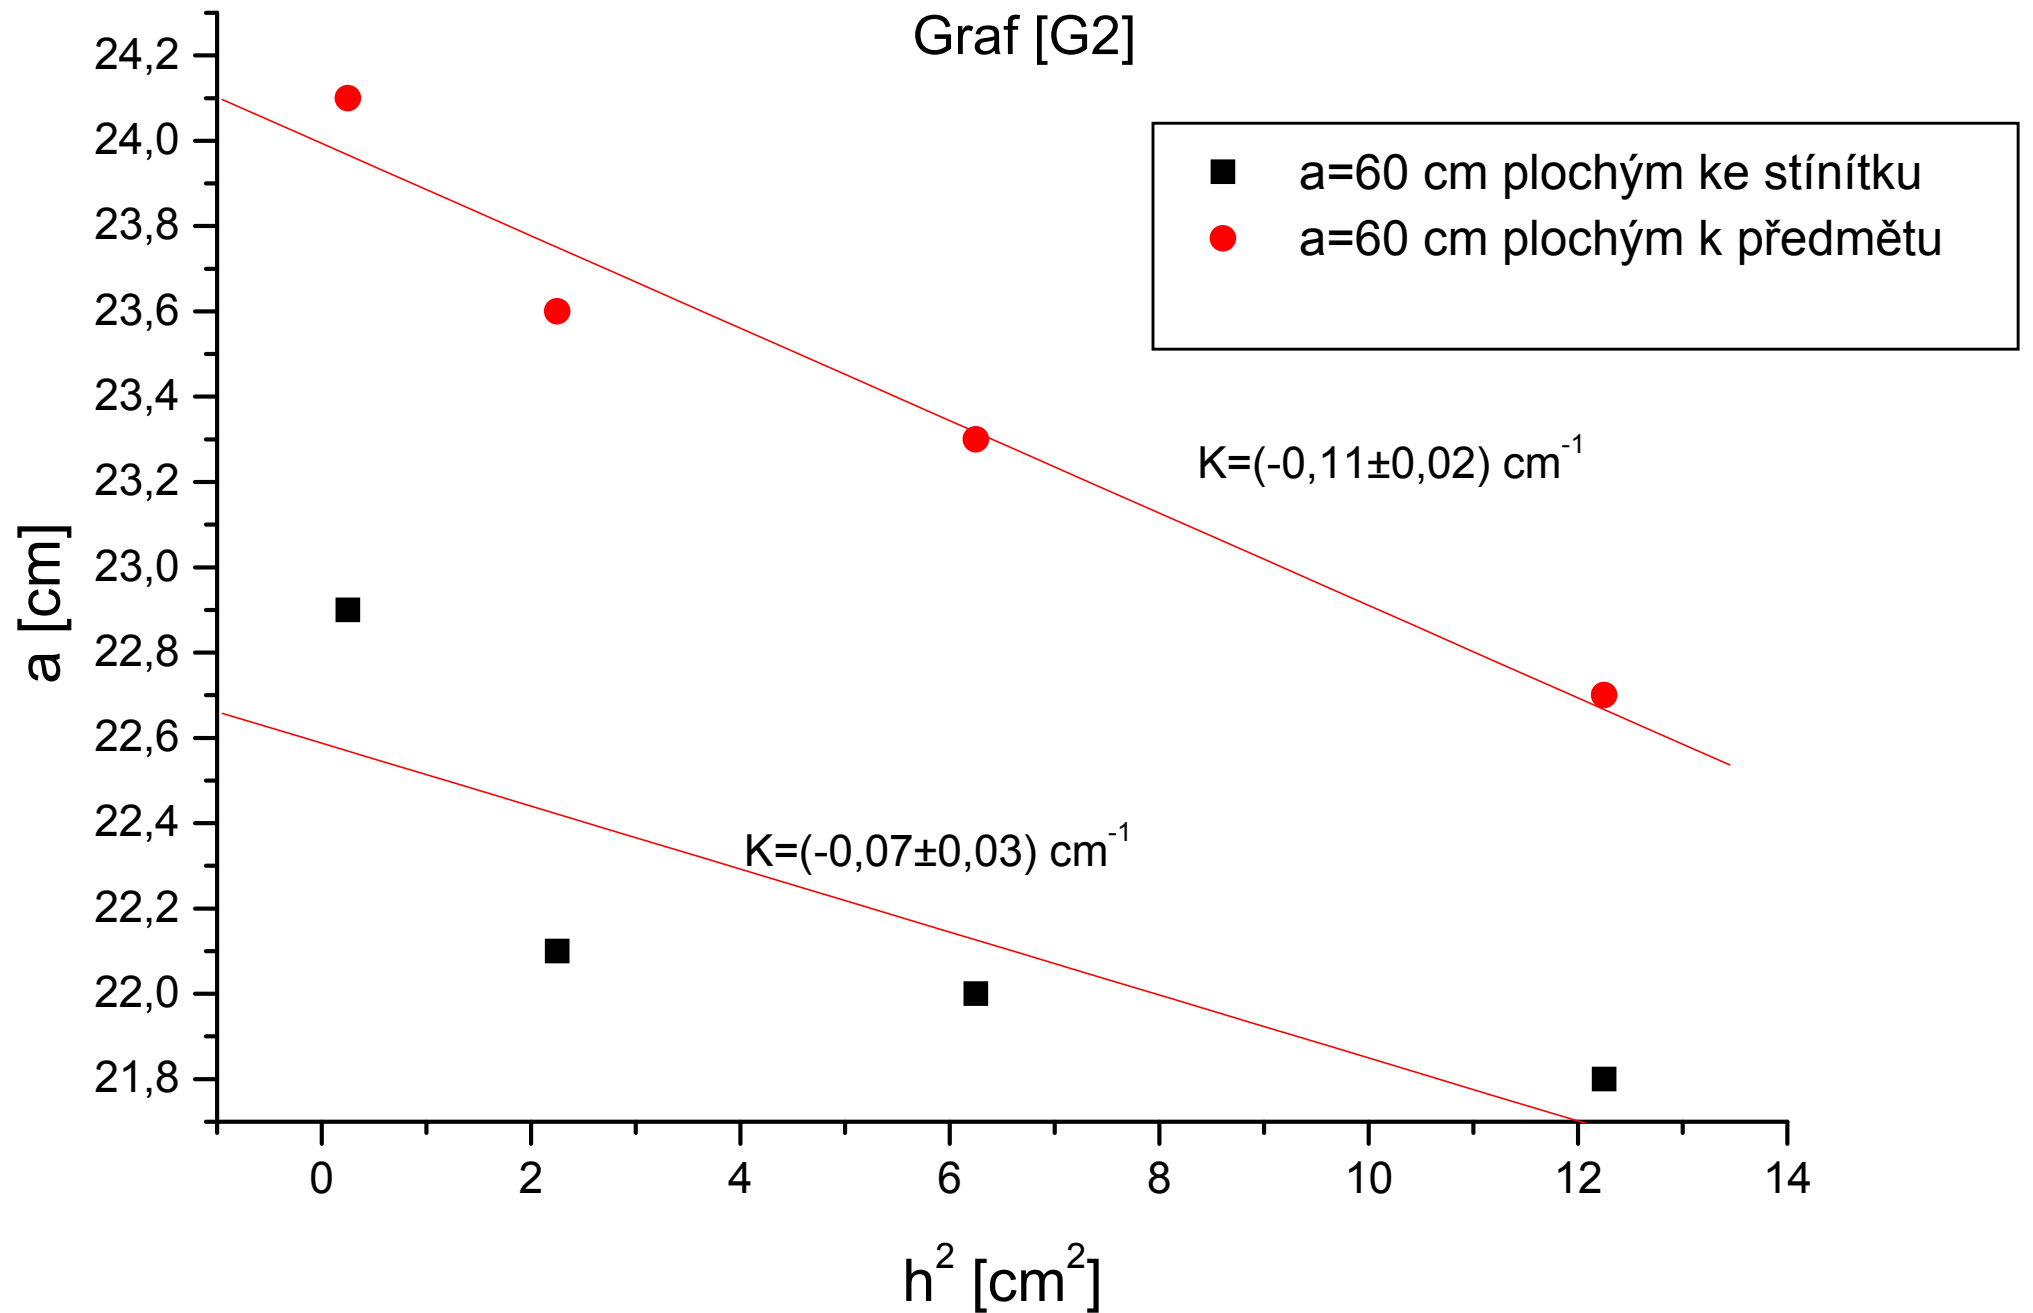 Graf [G2]
24,2
24,0
23,8
23,6
23,4
23,2
23,0
22,8
22,6
22,4
22,2
22,0
21,8
a [cm]
a=60 cm plochým ke stínítku
a=60 cm plochým k předmětu
K=(-0,11±0,02) cm⁻¹
K=(-0,07±0,03) cm⁻¹
0 2 4 6 8 10 12 14
h² [cm²]